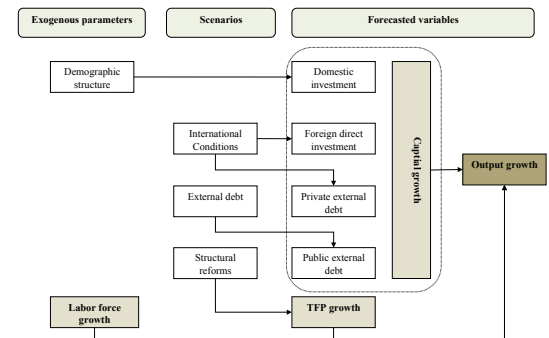 Exogenous parameters
Scenarios
Forecasted variables
Demographic
structure
Domestic
investment
International
Conditions
Foreign direct
investment
Captial growth
Output growth
External debt
Private external
debt
Structural
reforms
Public external
debt
Labor force
growth
TFP growth